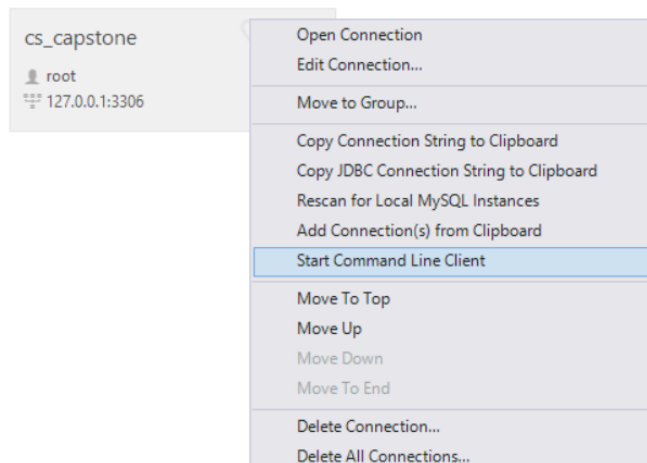 cs_capstone
root
127.0.0.1:3306
Open Connection
Edit Connection...
Move to Group...
Copy Connection String to Clipboard
Copy JDBC Connection String to Clipboard
Rescan for Local MySQL Instances
Add Connection(s) from Clipboard
Start Command Line Client
Move To Top
Move Up
Move Down
Move To End
Delete Connection...
Delete All Connections...